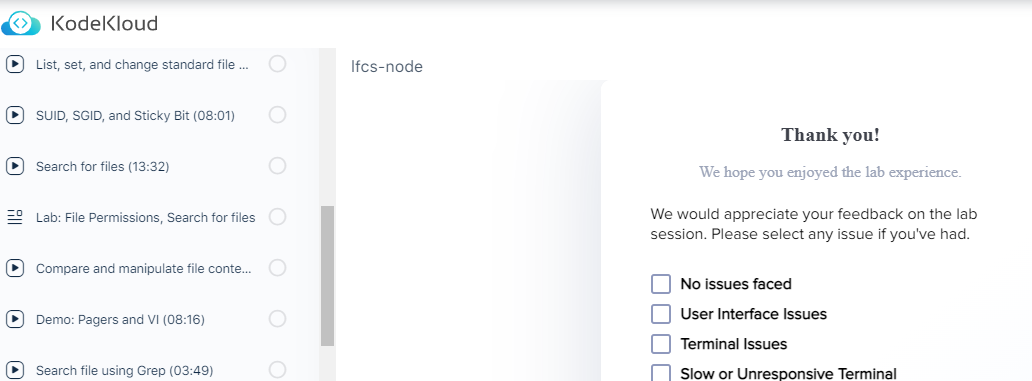 KodeKloud
List, set, and change standard file ...
SUID, SGID, and Sticky Bit (08:01)
Search for files (13:32)
Lab: File Permissions, Search for files
Compare and manipulate file conte...
Demo: Pagers and VI (08:16)
Search file using Grep (03:49)
lfcs-node
Thank you!
We hope you enjoyed the lab experience.
We would appreciate your feedback on the lab
session. Please select any issue if you've had.
No issues faced
User Interface Issues
Terminal Issues
Slow or Unresponsive Terminal